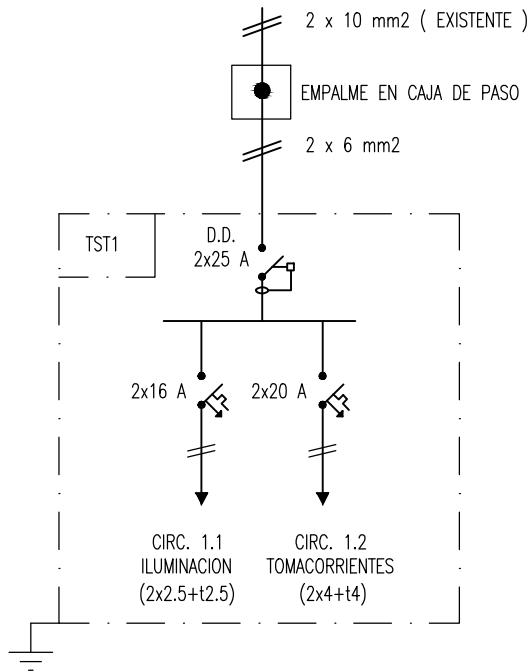 2 x 10 mm2 ( EXISTENTE )
EMPALME EN CAJA DE PASO
2 x 6 mm2
TST1
D.D.
2x25 A
2x16 A
2x20 A
CIRC. 1.1
ILUMINACION
(2x2.5+t2.5)
CIRC. 1.2
TOMACORRIENTES
(2x4+t4)